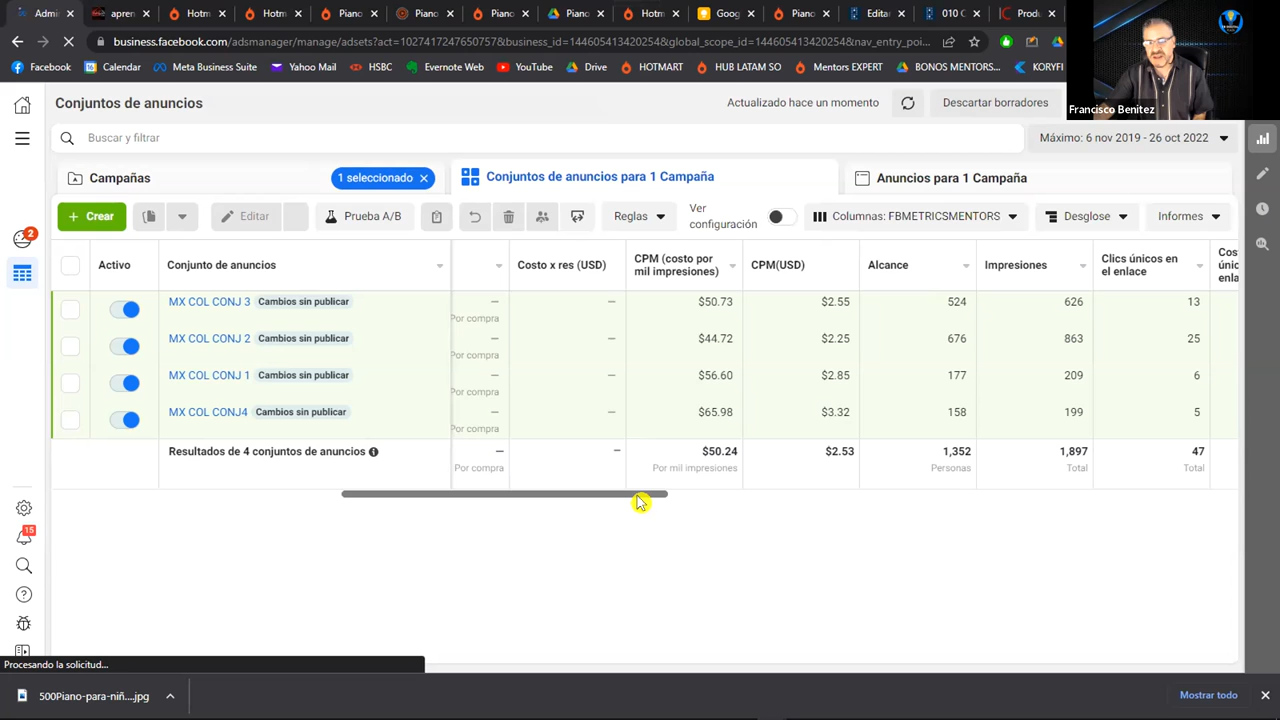 Admi
apren
Hotm
Hotm
Piano
Piano
Piano
Piano
Hotm
Goog
Piano
Editar
010 C
Produ
business.facebook.com/adsmanager/manage/adsets?act=1027417247450757&business_id=144605413420254&global_scope_id=144605413420254&nav_entry_poi...
Facebook Calendar Meta Business Suite Yahoo Mail HSBC Evernote Web YouTube Drive HOTMART HUB LATAM SO Mentors EXPERT BONOS MENTORS... KORYFI
Francisco Benitez
Conjuntos de anuncios
Actualizado hace un momento
Descartar borradores
Buscar y filtrar
Máximo: 6 nov 2019 - 26 oct 2022
Campañas
1 seleccionado
Conjuntos de anuncios para 1 Campaña
Anuncios para 1 Campaña
+ Crear
Editar
Prueba A/B
Reglas
Ver configuración
Columnas: FBMETRICSMENTORS
Desglose
Informes
2
Activo
Conjunto de anuncios
Costo x res (USD)
CPM (costo por mil impresiones)
CPM(USD)
Alcance
Impresiones
Clics únicos en el enlace
Cos
únic
enla
MX COL CONJ 3 Cambios sin publicar — — $50.73 $2.55 524 626 13
Por compra
MX COL CONJ 2 Cambios sin publicar — — $44.72 $2.25 676 863 25
Por compra
MX COL CONJ 1 Cambios sin publicar — — $56.60 $2.85 177 209 6
Por compra
MX COL CONJ4 Cambios sin publicar — — $65.98 $3.32 158 199 5
Por compra
Resultados de 4 conjuntos de anuncios — — $50.24 $2.53 1,352 1,897 47
Por compra Por mil impresiones Personas Total Total
15
Procesando la solicitud...
500Piano-para-niñ....jpg
Mostrar todo